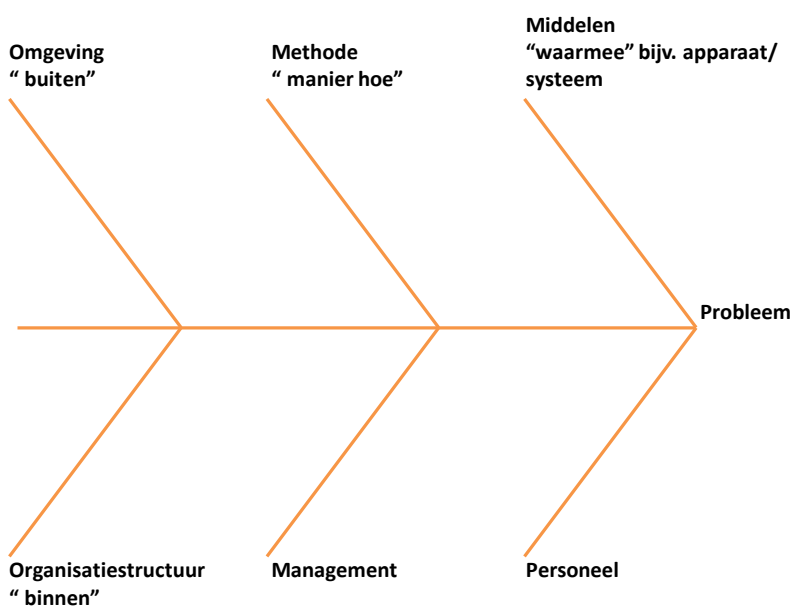 Omgeving
“ buiten”
Methode
“ manier hoe”
Middelen
“waarmee” bijv. apparaat/
systeem
Probleem
Organisatiestructuur
“ binnen”
Management
Personeel